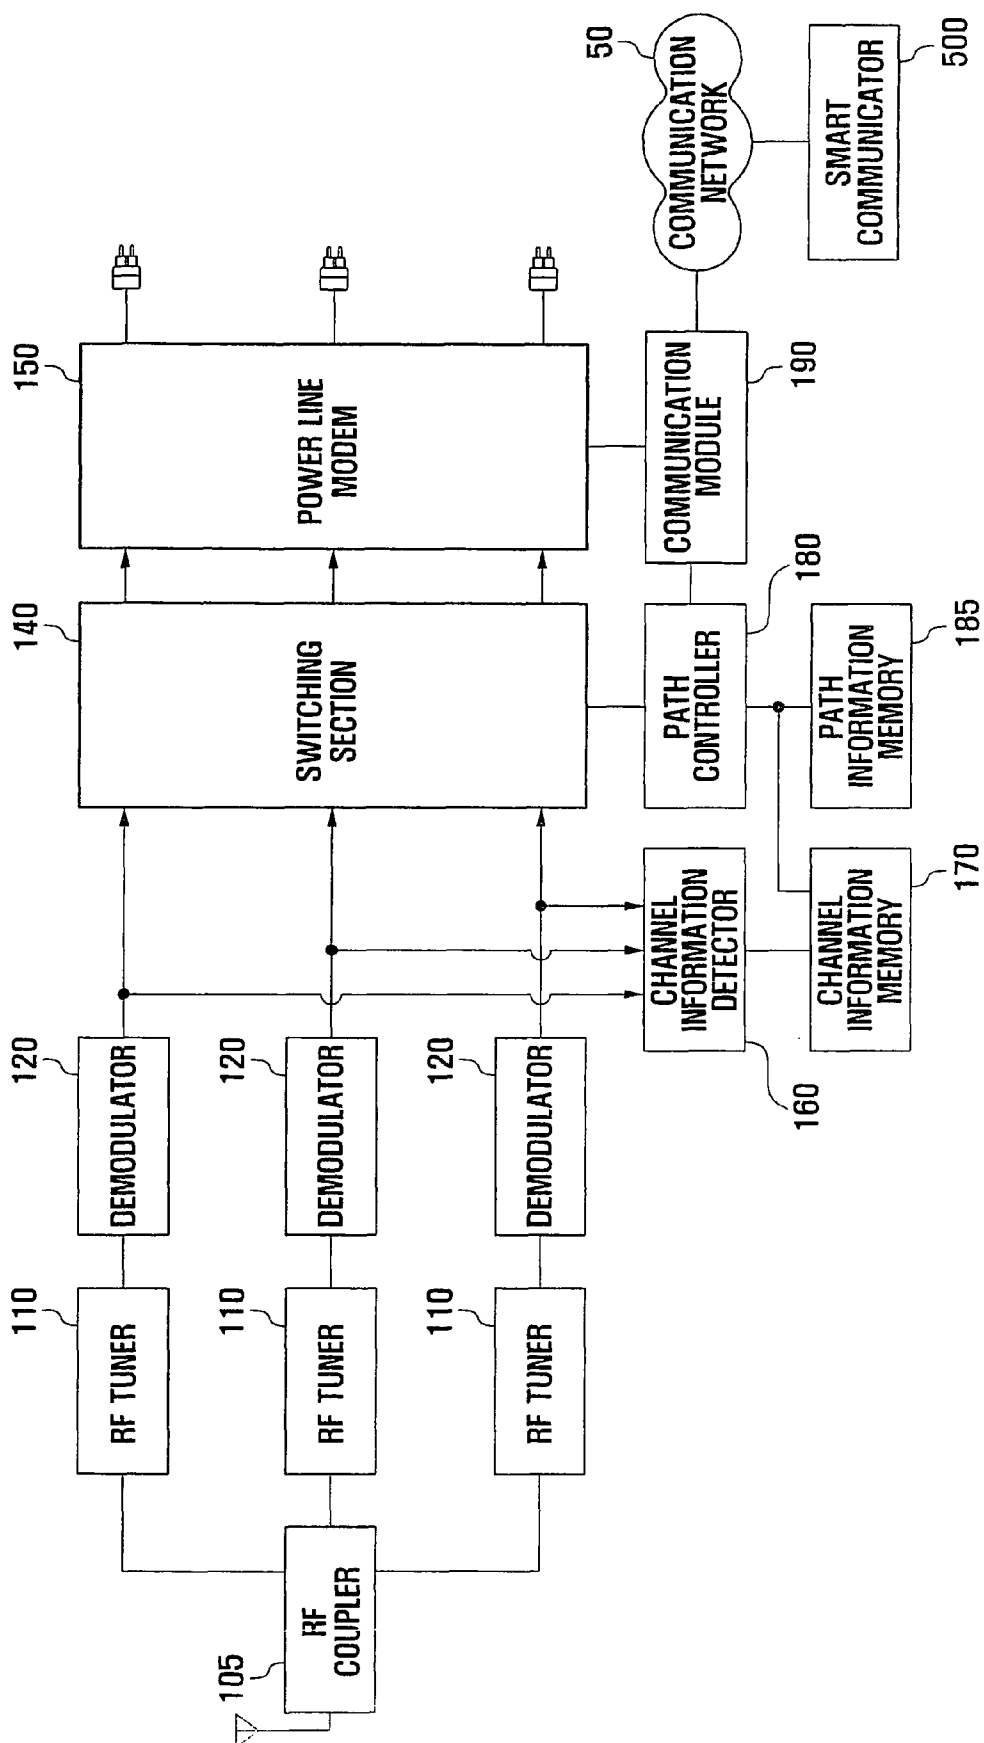 105
RF
COUPLER
110
RF TUNER
110
RF TUNER
110
RF TUNER
120
DEMODULATOR
120
DEMODULATOR
120
DEMODULATOR
140
SWITCHING
SECTION
150
POWER LINE
MODEM
CHANNEL
INFORMATION
DETECTOR
160
CHANNEL
INFORMATION
MEMORY
170
PATH
CONTROLLER
180
PATH
INFORMATION
MEMORY
185
COMMUNICATION
MODULE
190
50
COMMUNICATION
NETWORK
SMART
COMMUNICATOR
500